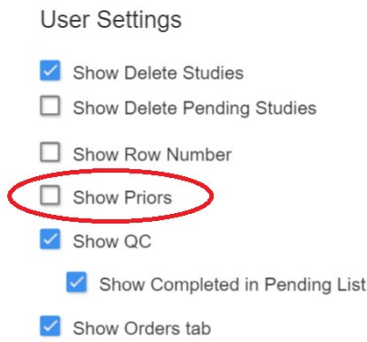 User Settings
Show Delete Studies
Show Delete Pending Studies
Show Row Number
Show Priors
Show QC
Show Completed in Pending List
Show Orders tab